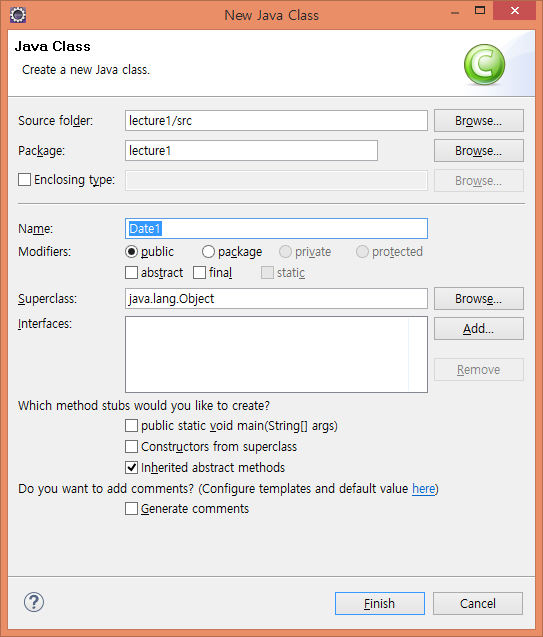 New Java Class
Java Class
Create a new Java class.
C
Source folder: lecture1/src Browse...
Package: lecture1 Browse...
Enclosing type: Browse...
Name: Date1
Modifiers: public package private protected
abstract final static
Superclass: java.lang.Object Browse...
Interfaces: Add...
Remove
Which method stubs would you like to create?
public static void main(String[] args)
Constructors from superclass
Inherited abstract methods
Do you want to add comments? (Configure templates and default value here)
Generate comments
? Finish Cancel